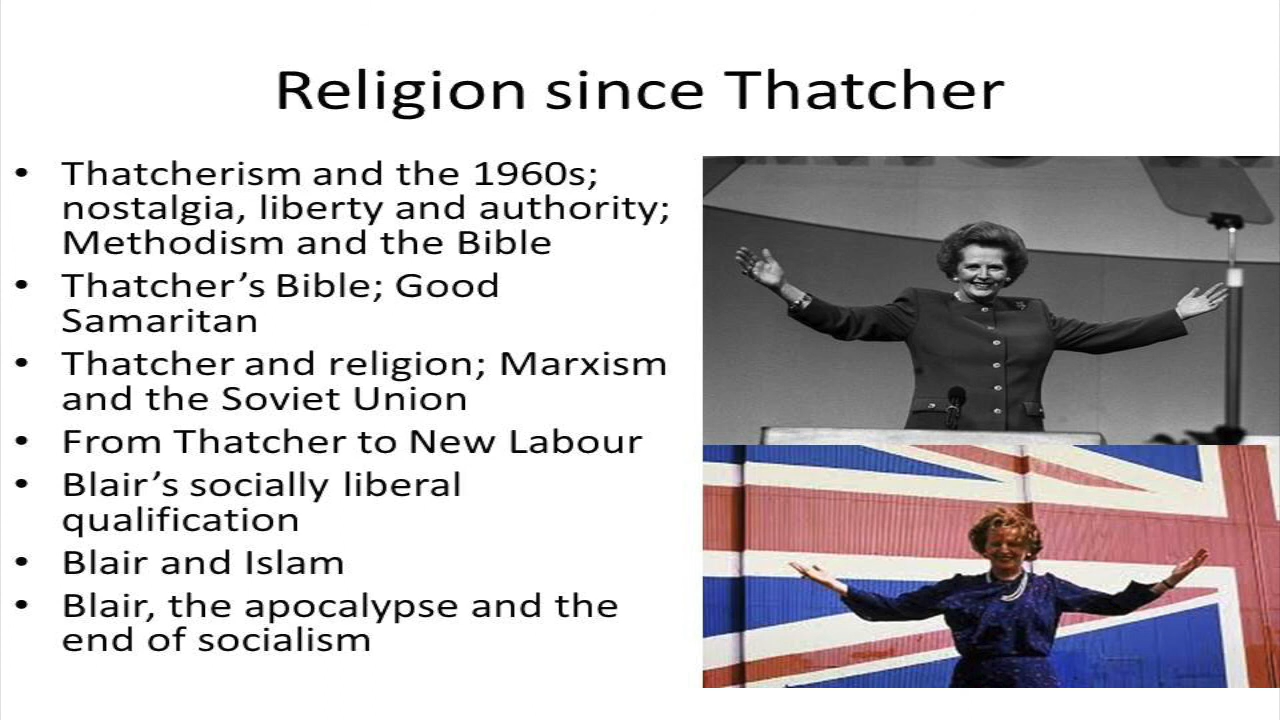 Religion since Thatcher
• Thatcherism and the 1960s;
nostalgia, liberty and authority;
Methodism and the Bible
• Thatcher’s Bible; Good
Samaritan
• Thatcher and religion; Marxism
and the Soviet Union
• From Thatcher to New Labour
• Blair’s socially liberal
qualification
• Blair and Islam
• Blair, the apocalypse and the
end of socialism